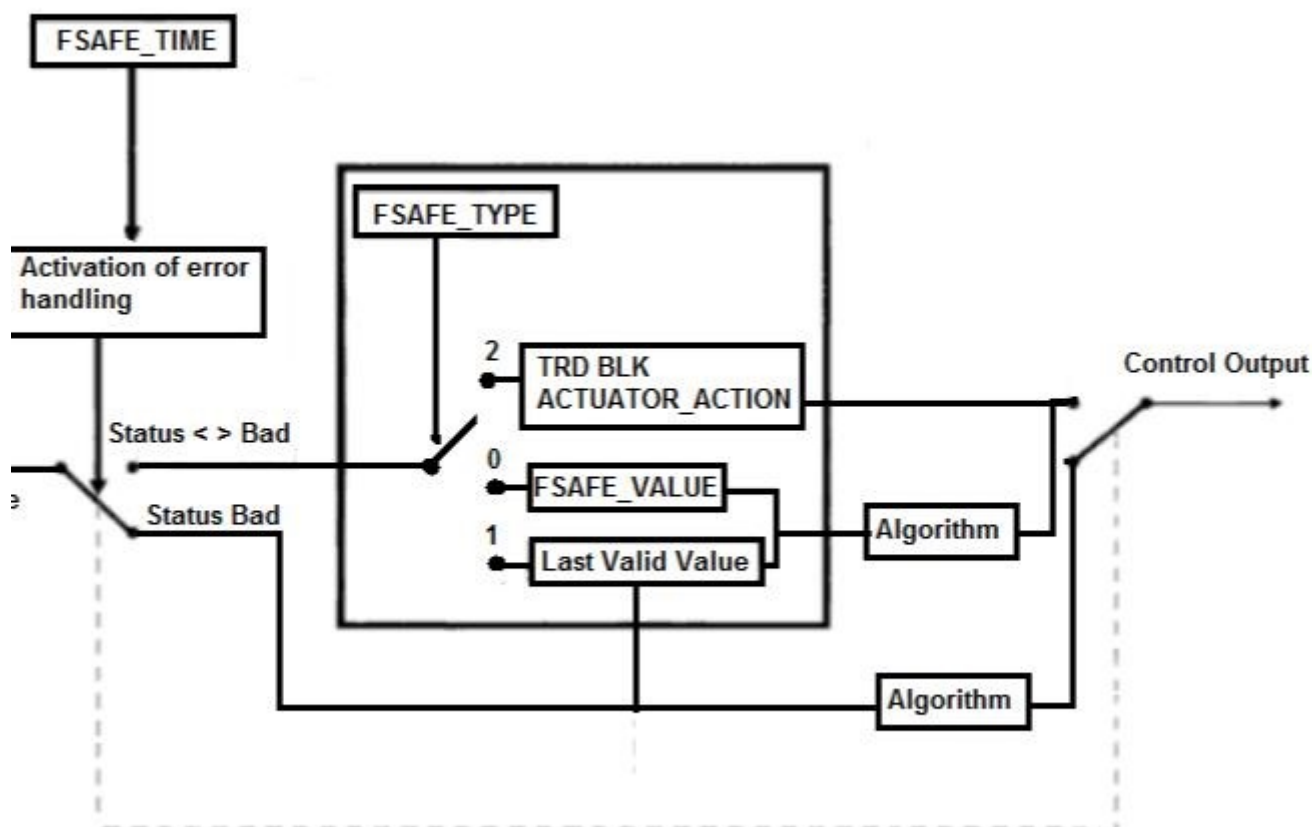 FSAFE_TIME
FSAFE_TYPE
Activation of error
handling
2
TRD BLK
ACTUATOR_ACTION
Control Output
Status < > Bad
0
FSAFE_VALUE
e
Status Bad
1
Last Valid Value
Algorithm
Algorithm